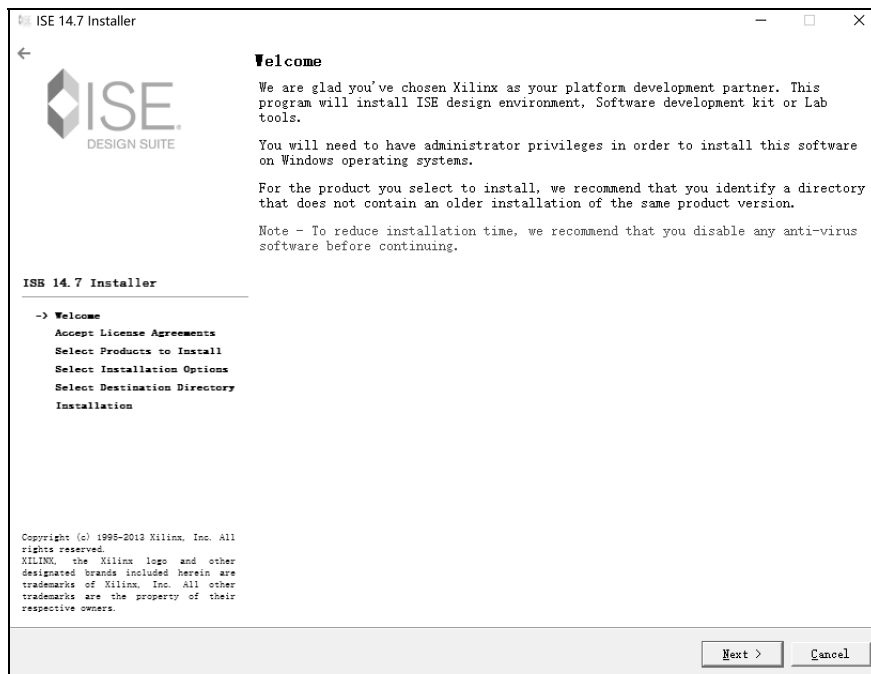 ISE 14.7 Installer
ISE
DESIGN SUITE
Welcome
We are glad you've chosen Xilinx as your platform development partner. This
program will install ISE design environment, Software development kit or Lab
tools.
You will need to have administrator privileges in order to install this software
on Windows operating systems.
For the product you select to install, we recommend that you identify a directory
that does not contain an older installation of the same product version.
Note - To reduce installation time, we recommend that you disable any anti-virus
software before continuing.
ISE 14.7 Installer
-> Welcome
Accept License Agreements
Select Products to Install
Select Installation Options
Select Destination Directory
Installation
Copyright (c) 1995-2013 Xilinx, Inc. All
rights reserved.
XILINX, the Xilinx logo and other
designated brands included herein are
trademarks of Xilinx, Inc. All other
trademarks are the property of their
respective owners.
Next >
Cancel